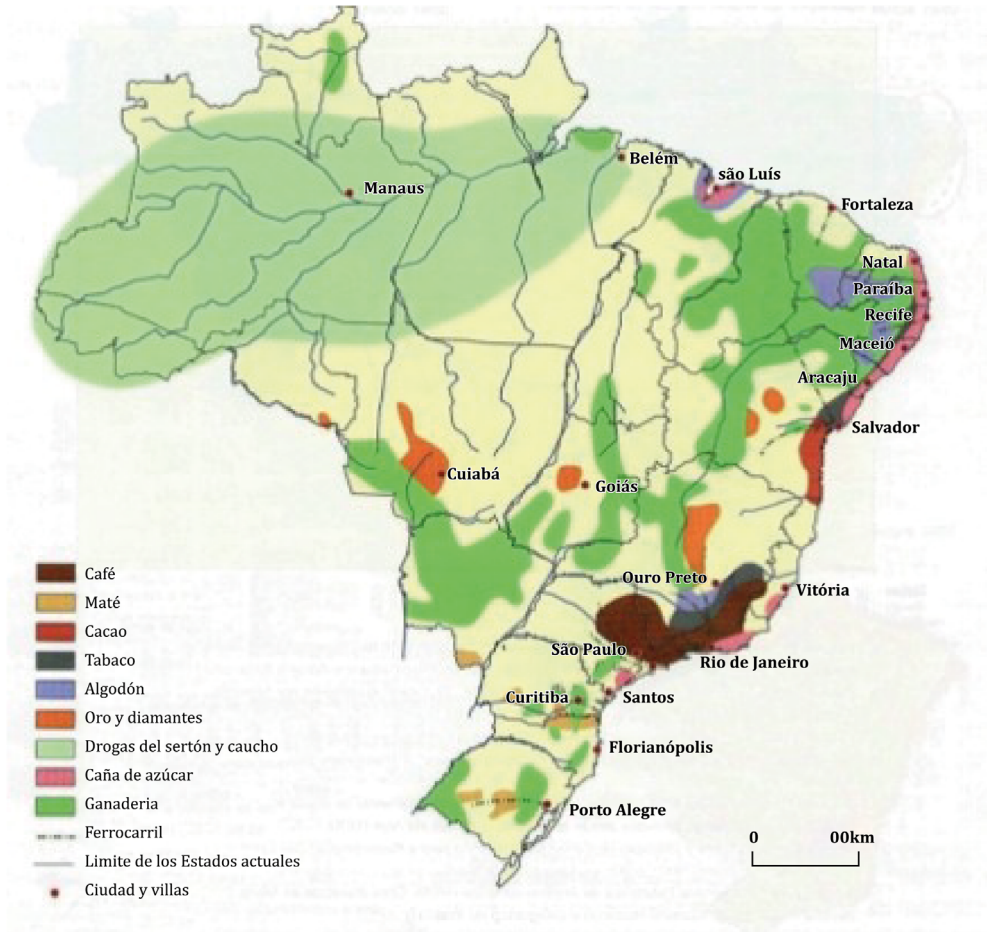 Belém
são Luís
Manaus
Fortaleza
Natal
Paraíba
Recife
Maceió
Aracaju
Salvador
Cuiabá
Goiás
Ouro Preto
Vitória
São Paulo
Rio de Janeiro
Curitiba
Santos
Florianópolis
Porto Alegre
Café
Maté
Cacao
Tabaco
Algodón
Oro y diamantes
Drogas del sertón y caucho
Caña de azúcar
Ganaderia
Ferrocarril
Limite de los Estados actuales
Ciudad y villas
0 00km